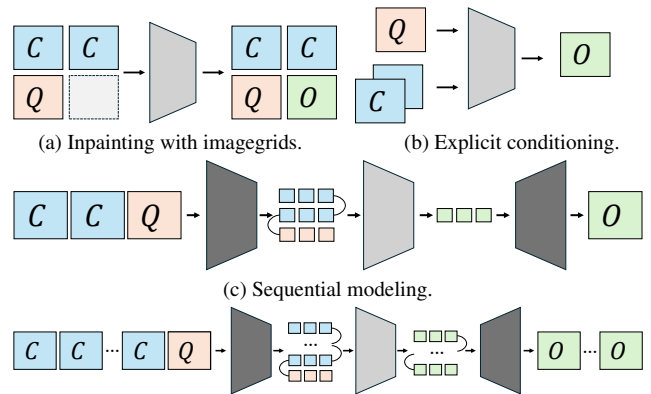 C C C C
Q Q O
Q C O
(a) Inpainting with imagegrids.
(b) Explicit conditioning.
C C Q O
(c) Sequential modeling.
C C ... C Q ... ... O ... O